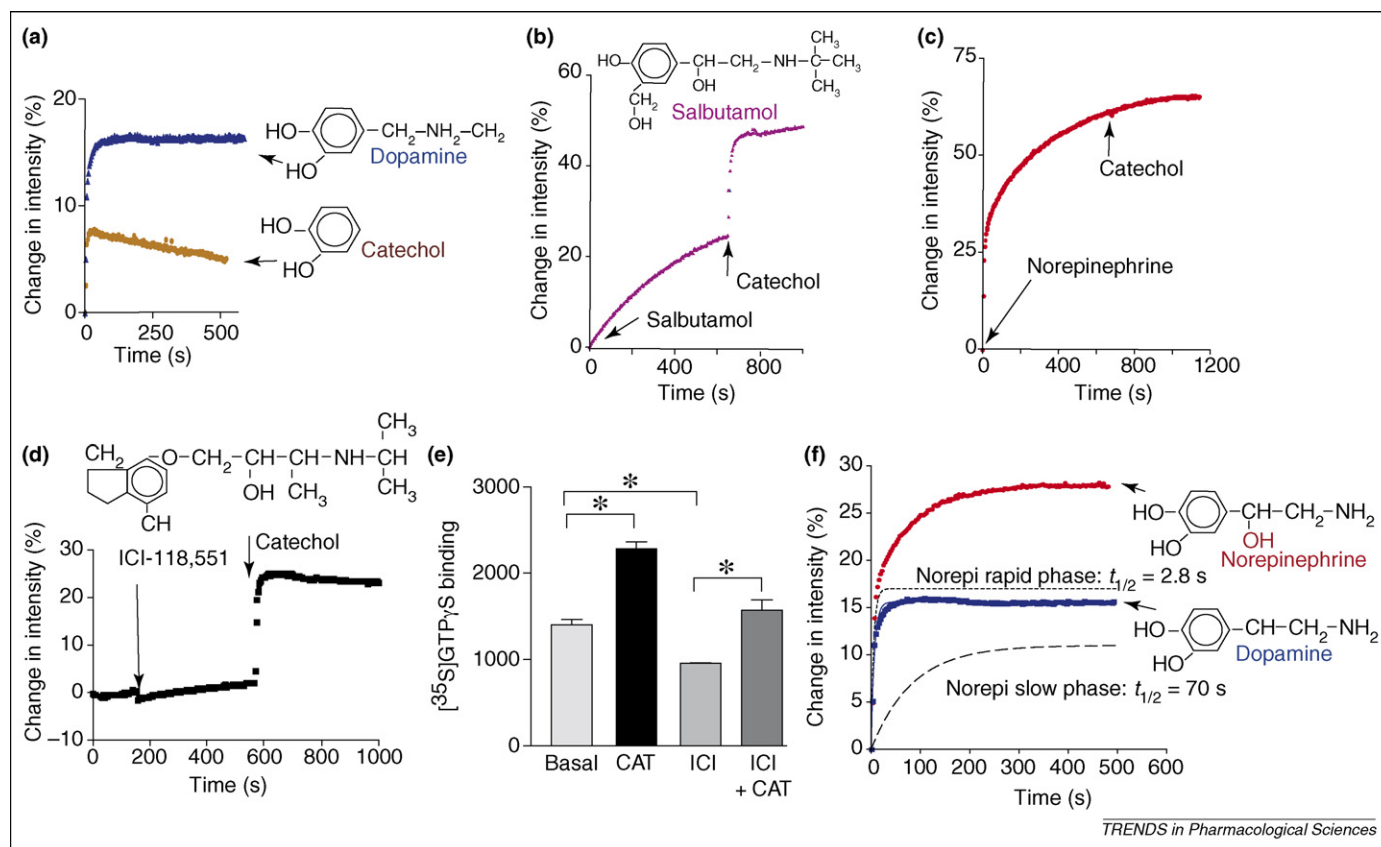 (a)
Change in intensity (%)
20
10
0
0 250 500
Time (s)
HO
HO
CH2–NH2–CH2
Dopamine
HO
HO
Catechol
(b)
Change in intensity (%)
60
40
20
0
0 400 800
Time (s)
HO
CH–CH2–NH–C–CH3
CH3
CH3
OH
CH2
OH
Salbutamol
Catechol
Salbutamol
(c)
Change in intensity (%)
75
50
25
0
0 400 800 1200
Time (s)
Catechol
Norepinephrine
(d)
CH2
O–CH2–CH–CH–NH–CH
CH3
CH3
OH CH3
CH
ICI-118,551
Catechol
Change in intensity (%)
30
20
10
0
–10
0 200 400 600 800 1000
Time (s)
(e)
[35S]GTPγS binding
3000
2000
1000
0
*
*
*
Basal CAT ICI ICI
+ CAT
(f)
Change in intensity (%)
30
25
20
15
10
5
0
0 100 200 300 400 500 600
Time (s)
HO
HO
CH–CH2–NH2
OH
Norepinephrine
Norepi rapid phase: t1/2 = 2.8 s
HO
HO
CH–CH2–NH2
Dopamine
Norepi slow phase: t1/2 = 70 s
TRENDS in Pharmacological Sciences